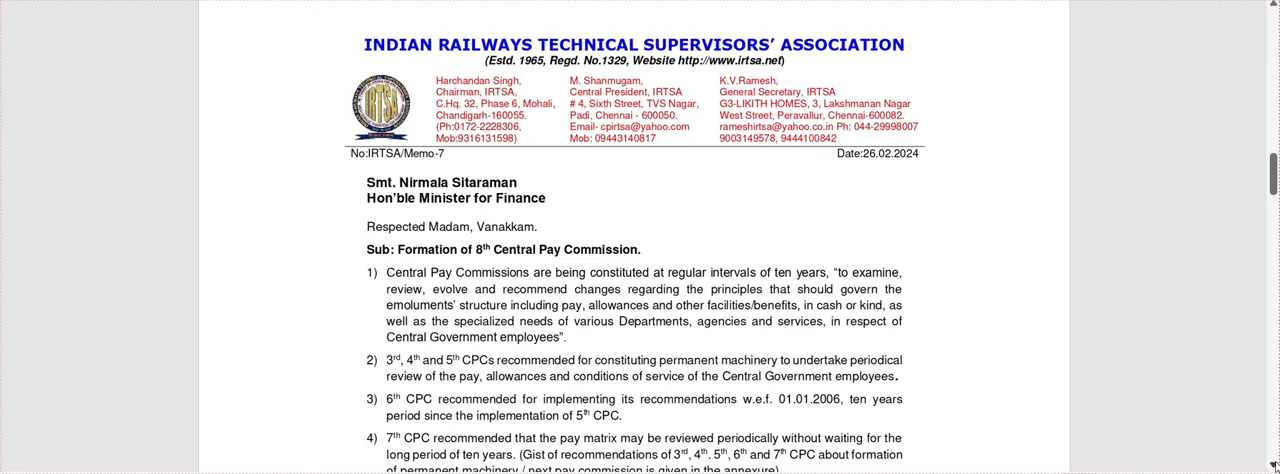 INDIAN RAILWAYS TECHNICAL SUPERVISORS’ ASSOCIATION
(Estd. 1965, Regd. No.1329, Website http://www.irtsa.net)
IRTSA
Harchandan Singh,
Chairman, IRTSA,
C.Hq. 32, Phase 6, Mohali,
Chandigarh-160055.
(Ph:0172-2228306,
Mob:9316131598)
M. Shanmugam,
Central President, IRTSA
# 4, Sixth Street, TVS Nagar,
Padi, Chennai - 600050.
Email- cpirtsa@yahoo.com
Mob: 09443140817
K.V.Ramesh,
General Secretary, IRTSA
G3-LIKITH HOMES, 3, Lakshmanan Nagar
West Street, Peravallur, Chennai-600082.
rameshirtsa@yahoo.co.in Ph: 044-29998007
9003149578, 9444100842
No:IRTSA/Memo-7 Date:26.02.2024
Smt. Nirmala Sitaraman
Hon’ble Minister for Finance
Respected Madam, Vanakkam.
Sub: Formation of 8th Central Pay Commission.
1) Central Pay Commissions are being constituted at regular intervals of ten years, “to examine,
review, evolve and recommend changes regarding the principles that should govern the
emoluments’ structure including pay, allowances and other facilities/benefits, in cash or kind, as
well as the specialized needs of various Departments, agencies and services, in respect of
Central Government employees”.
2) 3rd, 4th and 5th CPCs recommended for constituting permanent machinery to undertake periodical
review of the pay, allowances and conditions of service of the Central Government employees.
3) 6th CPC recommended for implementing its recommendations w.e.f. 01.01.2006, ten years
period since the implementation of 5th CPC.
4) 7th CPC recommended that the pay matrix may be reviewed periodically without waiting for the
long period of ten years. (Gist of recommendations of 3rd, 4th. 5th, 6th and 7th CPC about formation
of permanent machinery / next pay commission is given in the annexure)